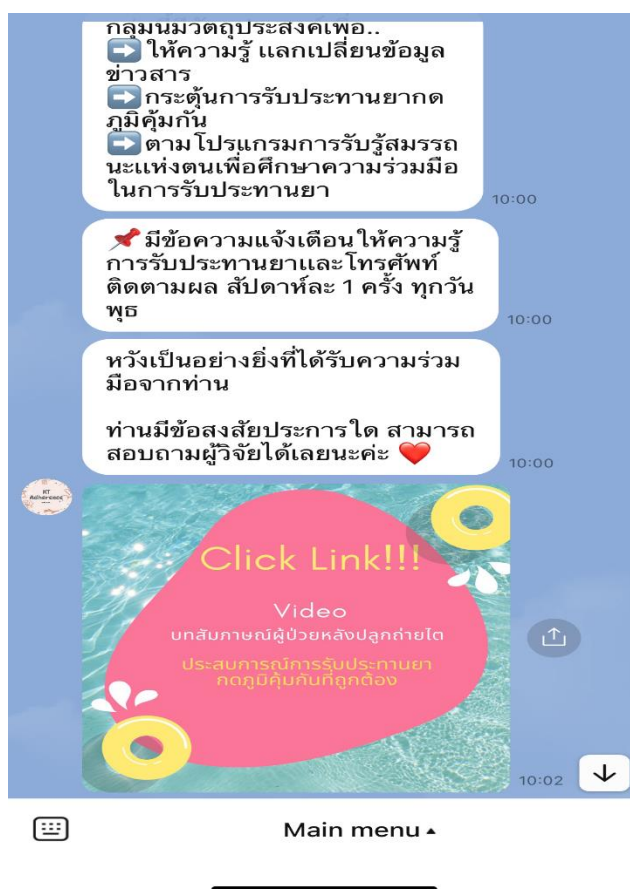 กลุ่มนี้มีวัตถุประสงค์เพื่อ..
➡️ ให้ความรู้ แลกเปลี่ยนข้อมูล
ข่าวสาร
➡️ กระตุ้นการรับประทานยากด
ภูมิคุ้มกัน
➡️ ตามโปรแกรมการรับรู้สมรรถ
นะแห่งตนเพื่อศึกษาความร่วมมือ
ในการรับประทานยา
10:00
📌 มีข้อความแจ้งเตือนให้ความรู้
การรับประทานยาและโทรศัพท์
ติดตามผล สัปดาห์ละ 1 ครั้ง ทุกวัน
พุธ
10:00
หวังเป็นอย่างยิ่งที่ได้รับความร่วม
มือจากท่าน
ท่านมีข้อสงสัยประการใด สามารถ
สอบถามผู้วิจัยได้เลยนะค่ะ ❤️
10:00
KT
Click Link!!!
Video
บทสัมภาษณ์ผู้ป่วยหลังปลูกถ่ายไต
ประสบการณ์การรับประทานยา
กดภูมิคุ้มกันที่ถูกต้อง
10:02
Main menu